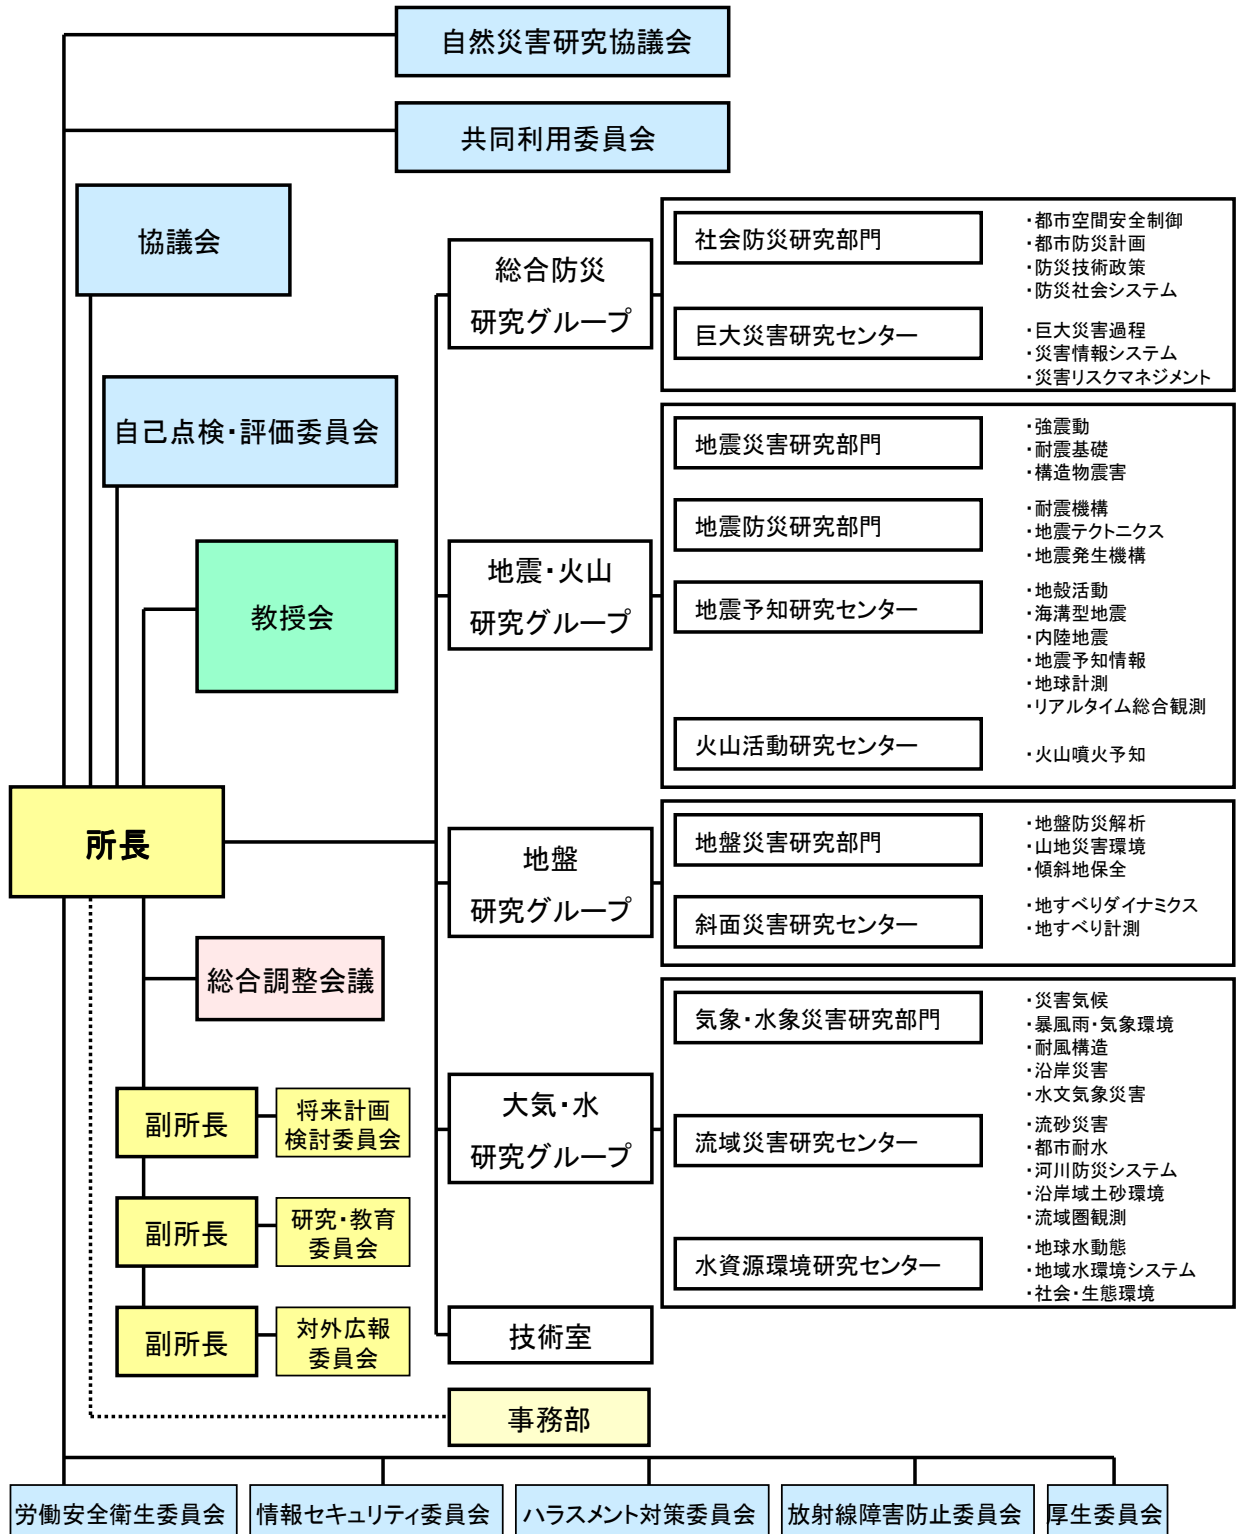 自然災害研究協議会
共同利用委員会
協議会
自己点検・評価委員会
教授会
所長
総合調整会議
副所長
将来計画
検討委員会
副所長
研究・教育
委員会
副所長
対外広報
委員会
総合防災
研究グループ
社会防災研究部門
・都市空間安全制御
・都市防災計画
・防災技術政策
・防災社会システム
巨大災害研究センター
・巨大災害過程
・災害情報システム
・災害リスクマネジメント
地震・火山
研究グループ
地震災害研究部門
・強震動
・耐震基礎
・構造物震害
地震防災研究部門
・耐震機構
・地震テクトニクス
・地震発生機構
地震予知研究センター
・地殻活動
・海溝型地震
・内陸地震
・地震予知情報
・地球計測
・リアルタイム総合観測
火山活動研究センター
・火山噴火予知
地盤
研究グループ
地盤災害研究部門
・地盤防災解析
・山地災害環境
・傾斜地保全
斜面災害研究センター
・地すべりダイナミクス
・地すべり計測
大気・水
研究グループ
気象・水象災害研究部門
・災害気候
・暴風雨・気象環境
・耐風構造
・沿岸災害
・水文気象災害
流域災害研究センター
・流砂災害
・都市耐水
・河川防災システム
・沿岸域土砂環境
・流域圏観測
水資源環境研究センター
・地球水動態
・地域水環境システム
・社会・生態環境
技術室
事務部
労働安全衛生委員会
情報セキュリティ委員会
ハラスメント対策委員会
放射線障害防止委員会
厚生委員会